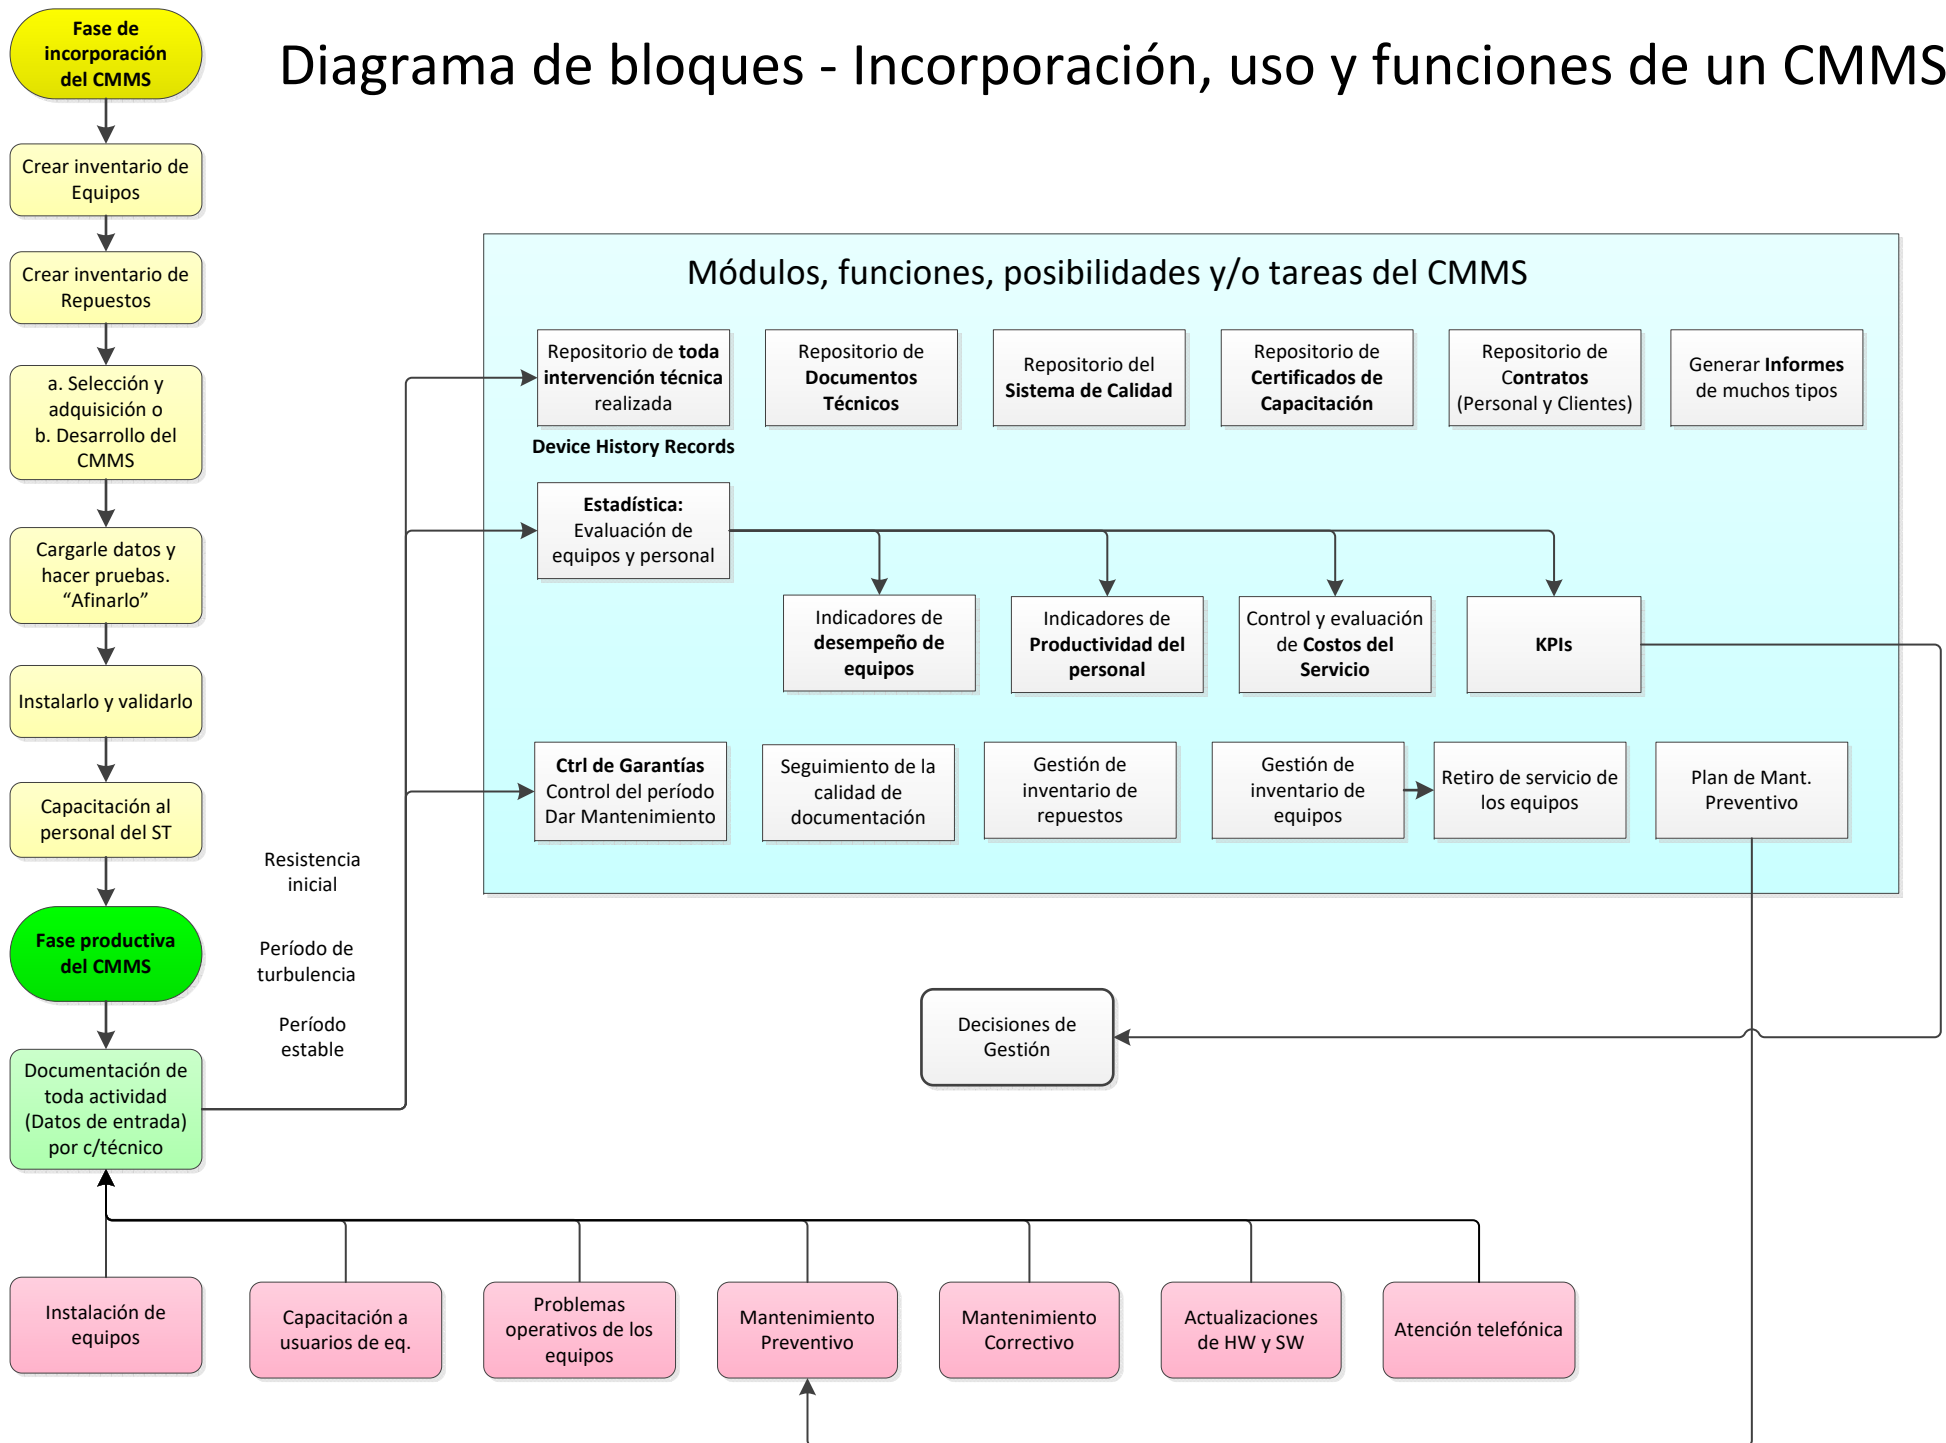 Fase de
incorporación
del CMMS
Diagrama de bloques - Incorporación, uso y funciones de un CMMS
Crear inventario de
Equipos
Crear inventario de
Repuestos
a. Selección y
adquisición o
b. Desarrollo del
CMMS
Cargarle datos y
hacer pruebas.
“Afinarlo”
Instalarlo y validarlo
Capacitación al
personal del ST
Fase productiva
del CMMS
Documentación de
toda actividad
(Datos de entrada)
por c/técnico
Resistencia
inicial
Período de
turbulencia
Período
estable
Módulos, funciones, posibilidades y/o tareas del CMMS
Repositorio de toda
intervención técnica
realizada
Device History Records
Repositorio de
Documentos
Técnicos
Repositorio del
Sistema de Calidad
Repositorio de
Certificados de
Capacitación
Repositorio de
Contratos
(Personal y Clientes)
Generar Informes
de muchos tipos
Estadística:
Evaluación de
equipos y personal
Indicadores de
desempeño de
equipos
Indicadores de
Productividad del
personal
Control y evaluación
de Costos del
Servicio
KPIs
Ctrl de Garantías
Control del período
Dar Mantenimiento
Seguimiento de la
calidad de
documentación
Gestión de
inventario de
repuestos
Gestión de
inventario de
equipos
Retiro de servicio de
los equipos
Plan de Mant.
Preventivo
Decisiones de
Gestión
Instalación de
equipos
Capacitación a
usuarios de eq.
Problemas
operativos de los
equipos
Mantenimiento
Preventivo
Mantenimiento
Correctivo
Actualizaciones
de HW y SW
Atención telefónica